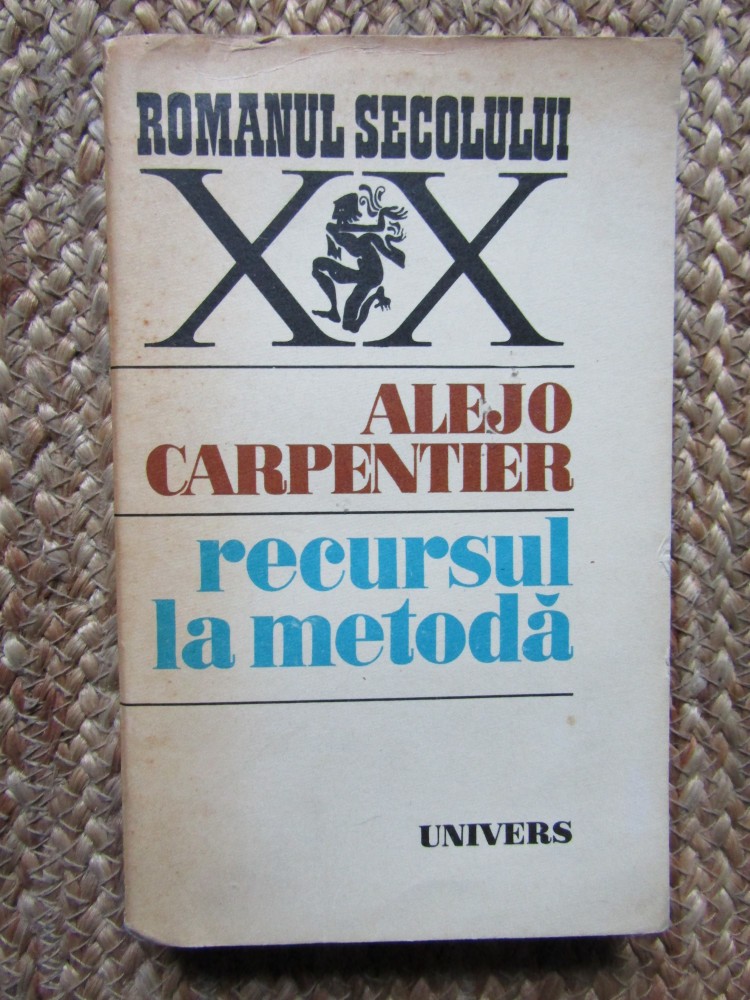 ROMANUL SECOLULUI
XX
ALEJO
CARPENTIER
recursul
la metodă
UNIVERS